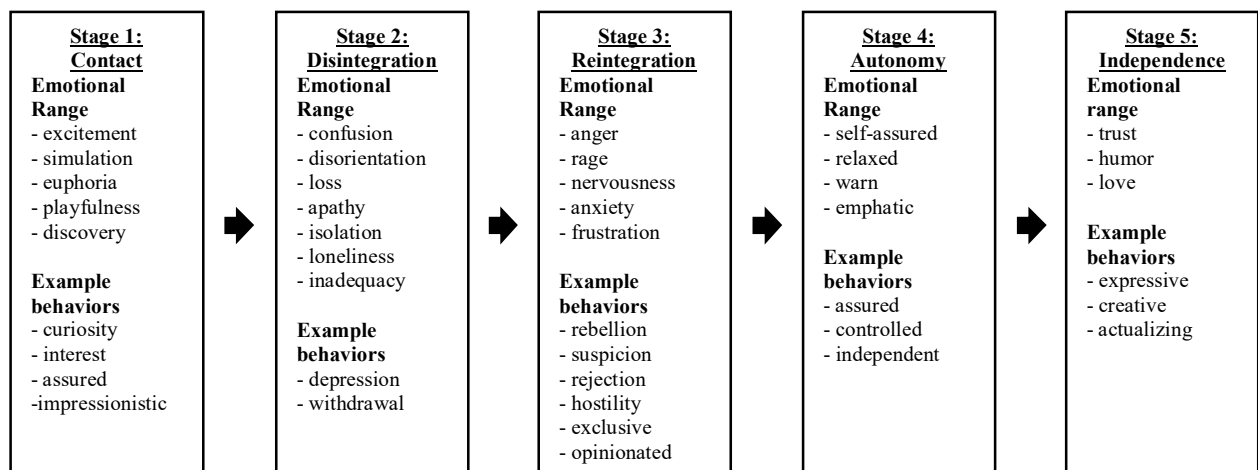 Stage 1:
Contact
Emotional
Range
- excitement
- simulation
- euphoria
- playfulness
- discovery
Example
behaviors
- curiosity
- interest
- assured
-impressionistic
Stage 2:
Disintegration
Emotional
Range
- confusion
- disorientation
- loss
- apathy
- isolation
- loneliness
- inadequacy
Example
behaviors
- depression
- withdrawal
Stage 3:
Reintegration
Emotional
Range
- anger
- rage
- nervousness
- anxiety
- frustration
Example
behaviors
- rebellion
- suspicion
- rejection
- hostility
- exclusive
- opinionated
Stage 4:
Autonomy
Emotional
Range
- self-assured
- relaxed
- warn
- emphatic
Example
behaviors
- assured
- controlled
- independent
Stage 5:
Independence
Emotional
range
- trust
- humor
- love
Example
behaviors
- expressive
- creative
- actualizing